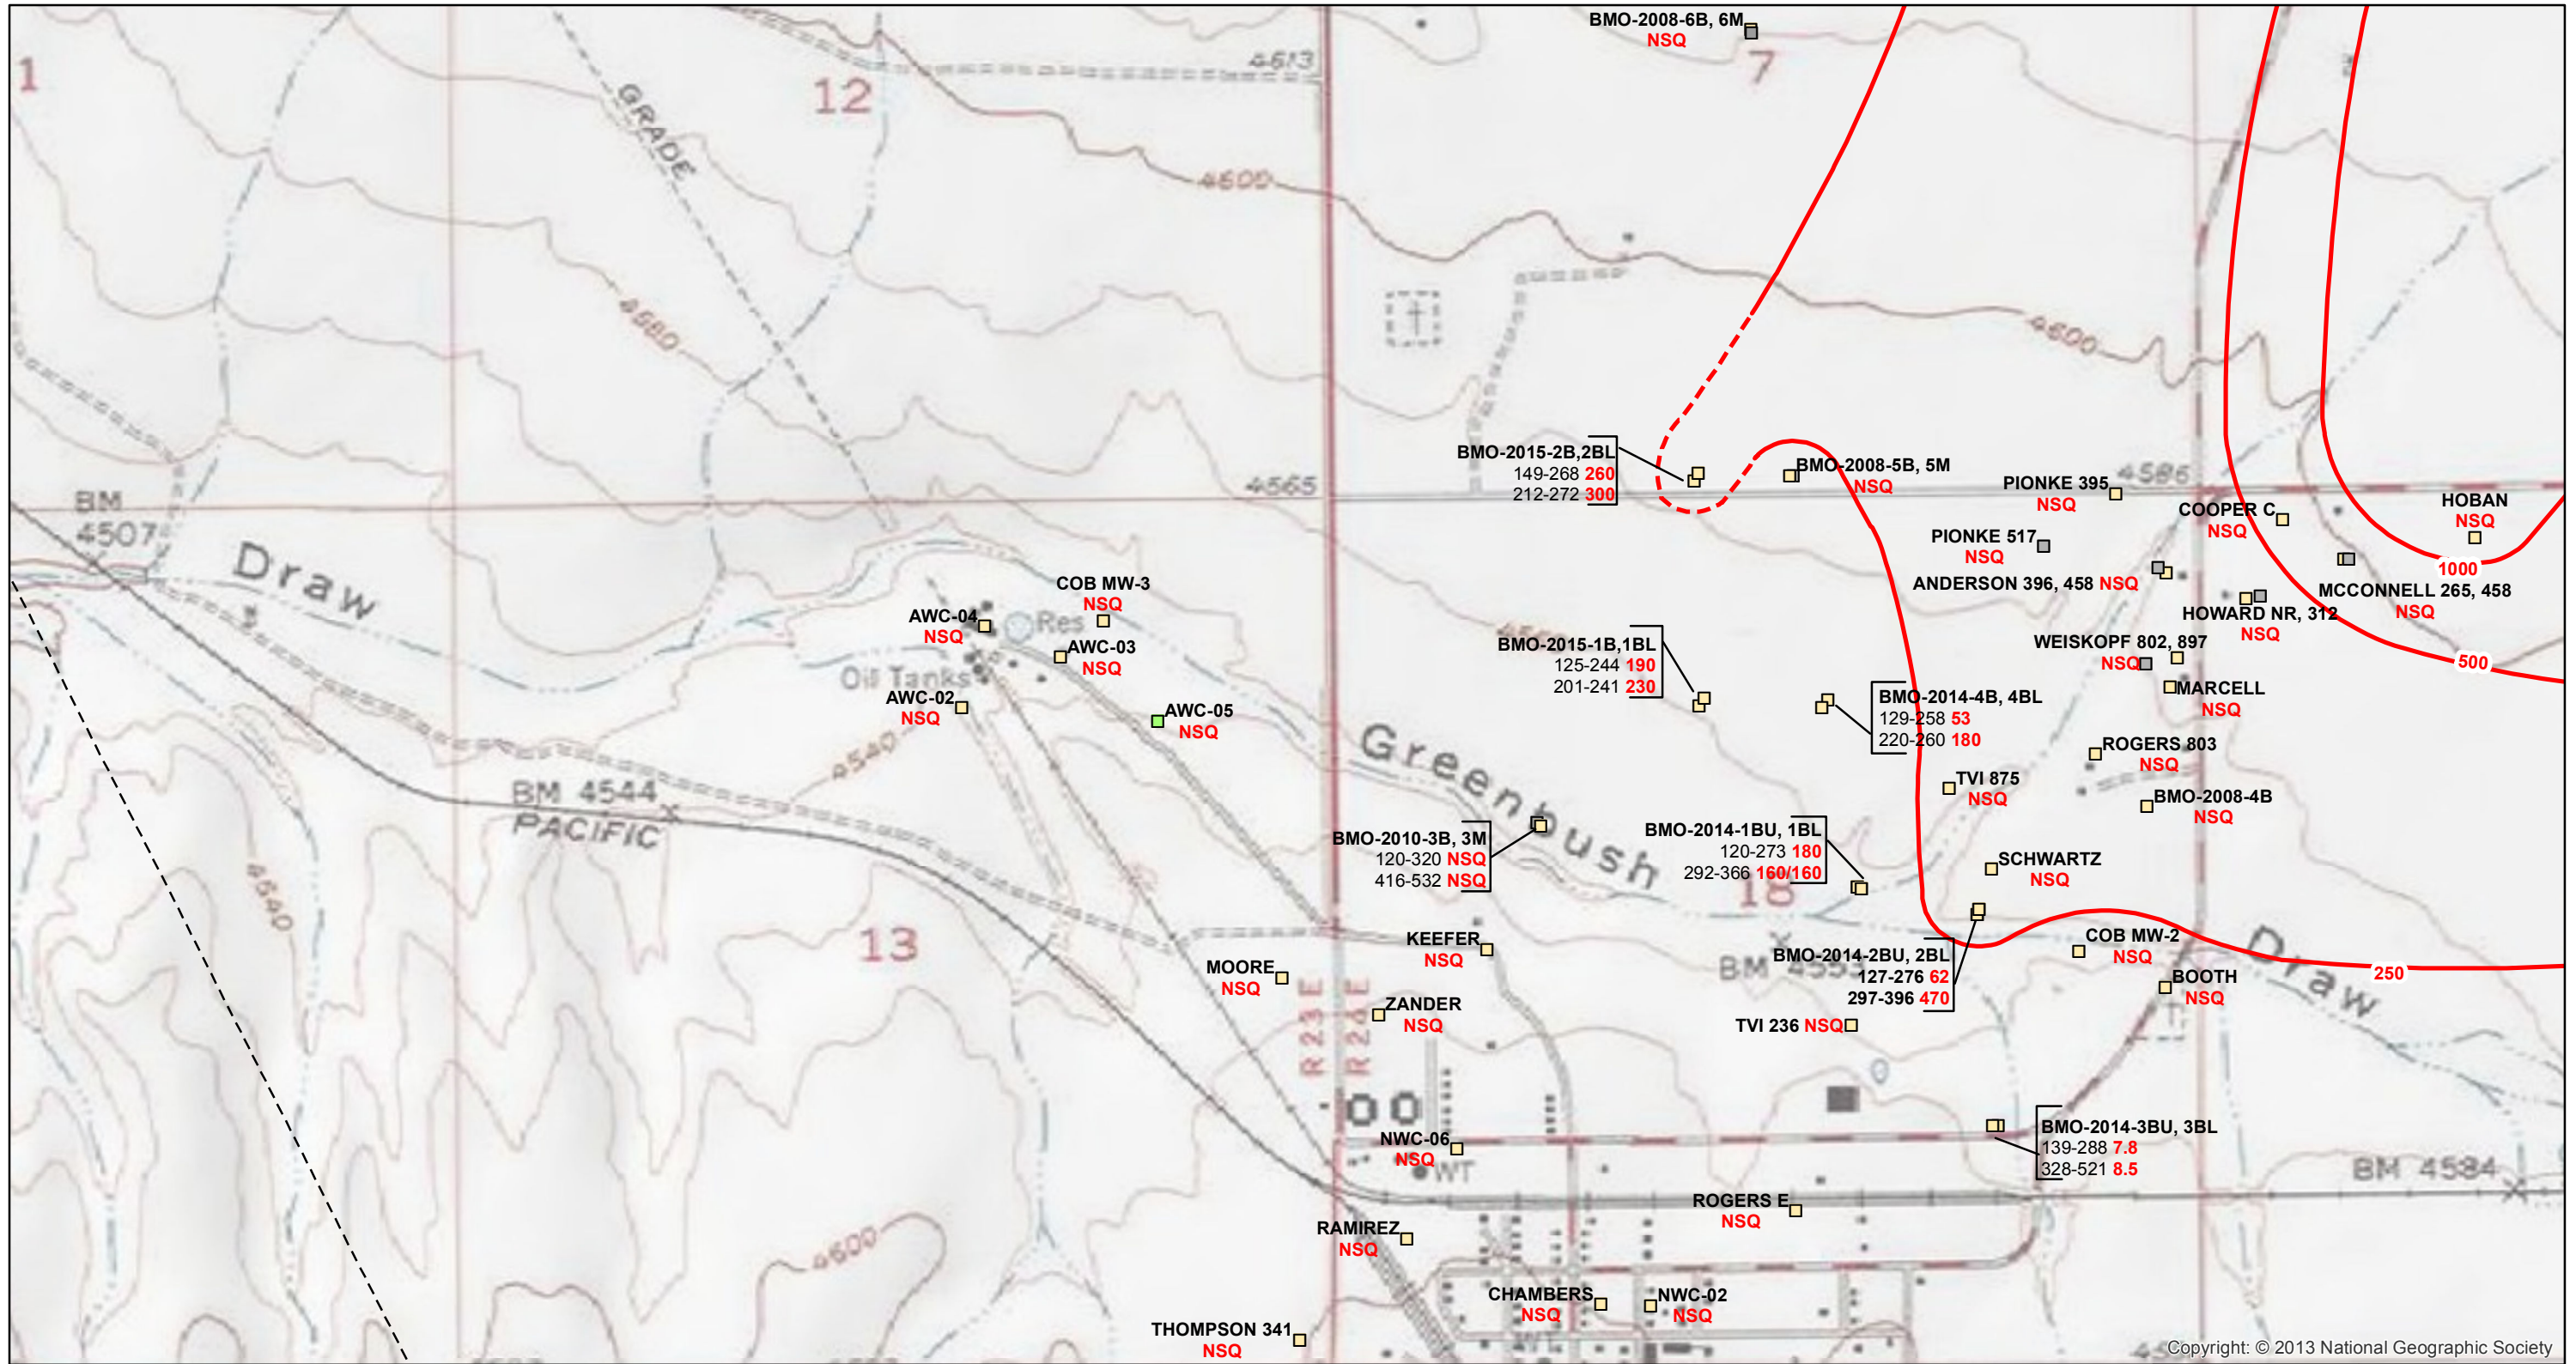 BMO-2008-6B, 6M
NSQ
1
12
7
4613
GRADE
4600
4580
4600
BMO-2015-2B,2BL
149-268 260
212-272 300
BMO-2008-5B, 5M
NSQ
4565
PIONKE 395
NSQ
4586
HOBAN
NSQ
COOPER C
NSQ
BM
4507
Draw
PIONKE 517
NSQ
1000
ANDERSON 396, 458 NSQ
MCCONNELL 265, 458
NSQ
COB MW-3
NSQ
HOWARD NR, 312
NSQ
AWC-04
NSQ
Res
AWC-03
NSQ
BMO-2015-1B,1BL
125-244 190
201-241 230
WEISKOPF 802, 897
NSQ
500
Oil Tanks
MARCELL
NSQ
AWC-02
NSQ
AWC-05
NSQ
BMO-2014-4B, 4BL
129-258 53
220-260 180
4540
Greenbush
ROGERS 803
NSQ
TVI 875
NSQ
BM 4544
PACIFIC
BMO-2008-4B
NSQ
BMO-2010-3B, 3M
120-320 NSQ
416-532 NSQ
BMO-2014-1BU, 1BL
120-273 180
292-366 160/160
SCHWARTZ
NSQ
18
4640
13
KEEFER
NSQ
COB MW-2
NSQ
Draw
BMO-2014-2BU, 2BL
127-276 62
297-396 470
MOORE
NSQ
250
BOOTH
NSQ
R 23 E
R 24 E
ZANDER
NSQ
TVI 236 NSQ
NWC-06
NSQ
WT
BMO-2014-3BU, 3BL
139-288 7.8
328-521 8.5
BM 4584
ROGERS E
NSQ
RAMIREZ
NSQ
4600
CHAMBERS
NSQ
NWC-02
NSQ
THOMPSON 341
NSQ
WT
Copyright: © 2013 National Geographic Society